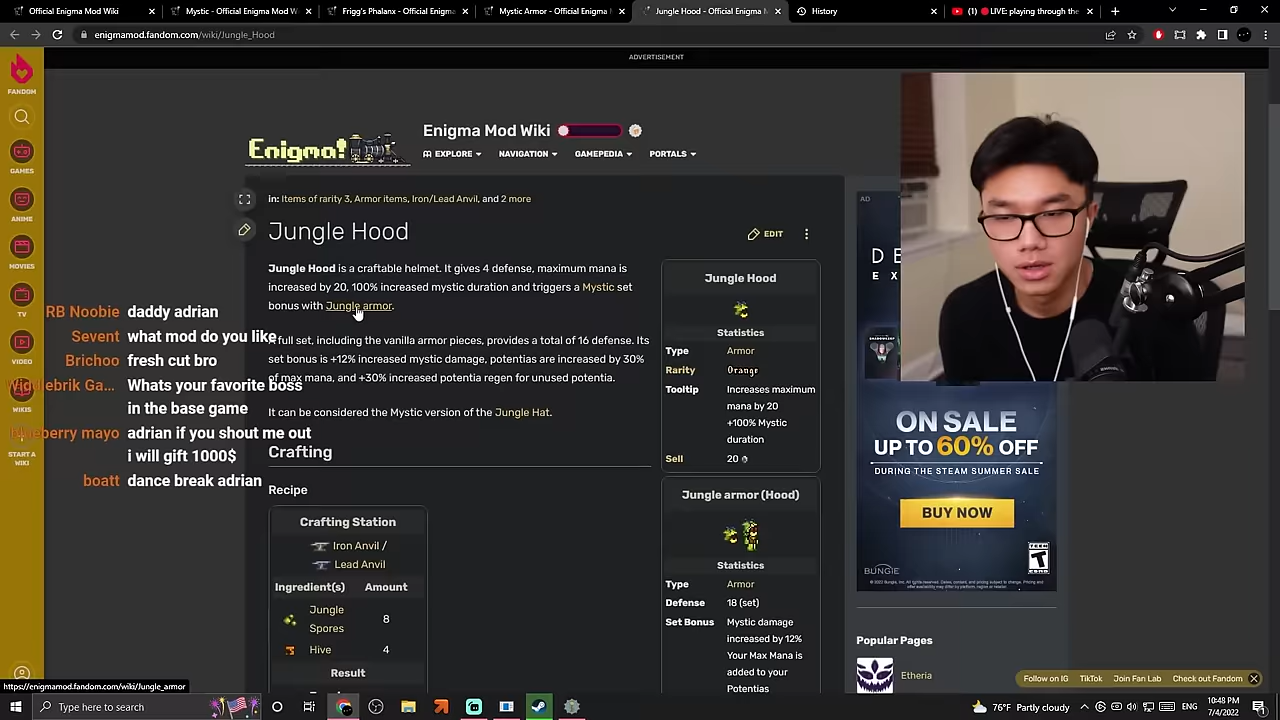 Official Enigma Mod Wiki
Mystic - Official Enigma Mod W
Frigg's Phalanx - Official Enigma
Mystic Armor - Official Enigma
Jungle Hood - Official Enigma Mo
History
(1) LIVE: playing through the
enigmamod.fandom.com/wiki/Jungle_Hood
ADVERTISEMENT
FANDOM
GAMES
ANIME
MOVIES
TV
VIDEO
WIKIS
START A
WIKI
Enigma!
Enigma Mod Wiki
EXPLORE
NAVIGATION
GAMEPEDIA
PORTALS
in: Items of rarity 3, Armor items, Iron/Lead Anvil, and 2 more
Jungle Hood
EDIT
Jungle Hood is a craftable helmet. It gives 4 defense, maximum mana is
increased by 20, 100% increased mystic duration and triggers a Mystic set
bonus with Jungle armor.
full set, including the vanilla armor pieces, provides a total of 16 defense. Its
set bonus is +12% increased mystic damage, potentias are increased by 30%
of max mana, and +30% increased potentia regen for unused potentia.
It can be considered the Mystic version of the Jungle Hat.
Crafting
Recipe
Crafting Station
Iron Anvil /
Lead Anvil
Ingredient(s) Amount
Jungle
Spores
8
Hive 4
Result
Jungle Hood
Statistics
Type Armor
Rarity Orange
Tooltip Increases maximum
mana by 20
+100% Mystic
duration
Sell 20
Jungle armor (Hood)
Statistics
Type Armor
Defense 18 (set)
Set Bonus Mystic damage
increased by 12%
Your Max Mana is
added to your
Potentias
RB Noobie daddy adrian
Sevent what mod do you like
Brichoo fresh cut bro
Whats your favorite boss
in the base game
mayo adrian if you shout me out
i will gift 1000$
boatt dance break adrian
AD
DE
EX
ON SALE
UP TO 60% OFF
DURING THE STEAM SUMMER SALE
BUY NOW
BUNGIE
TEEN
T
ESRB
Popular Pages
Etheria
Follow on IG
TikTok
Join Fan Lab
Check out Fandom
https://enigmamod.fandom.com/wiki/Jungle_armor
Type here to search
76°F Partly cloudy
ENG
10:48 PM
7/4/2022